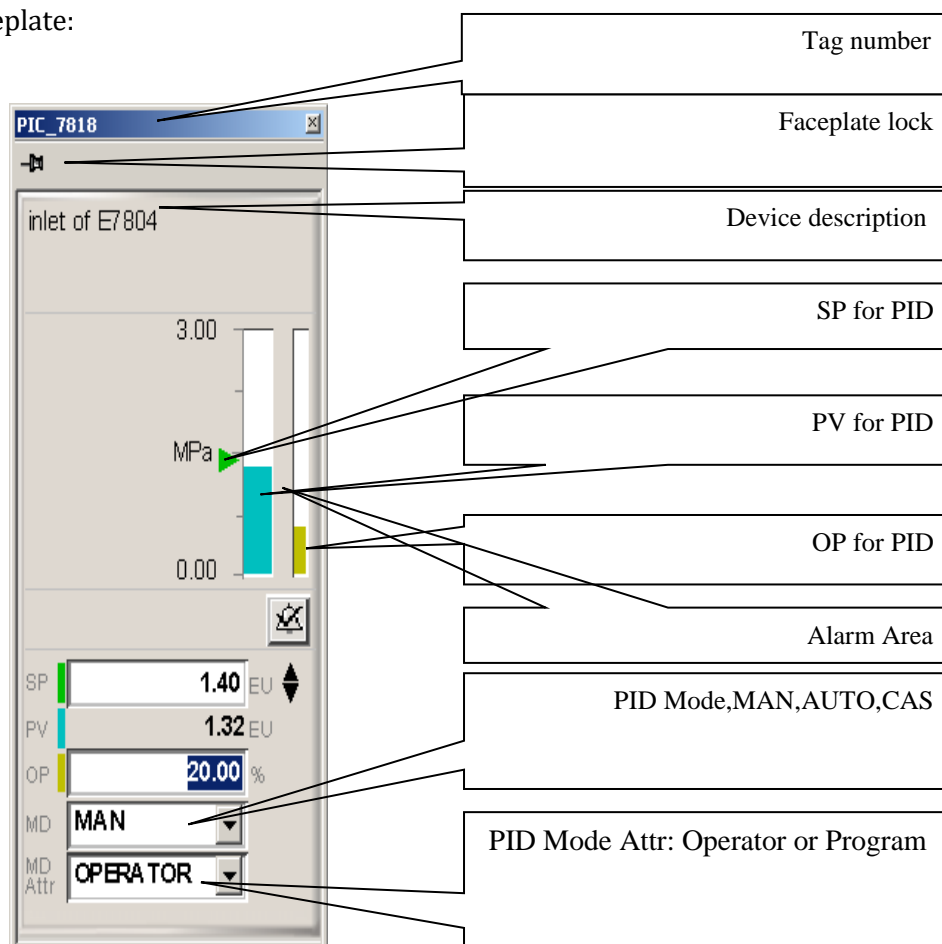 eplate:
Tag number
PIC_7818
Faceplate lock
inlet of E7804
Device description
3.00
SP for PID
MPa
PV for PID
0.00
OP for PID
Alarm Area
SP 1.40 EU
PV 1.32 EU
OP 20.00 %
MD MAN
MD Attr OPERATOR
PID Mode,MAN,AUTO,CAS
PID Mode Attr: Operator or Program